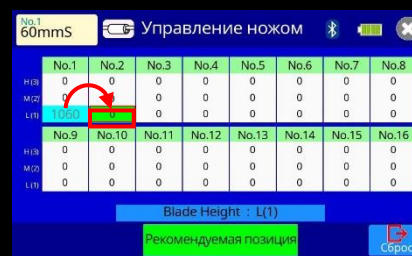 No.1
60mmS
Управление ножом
No.1 No.2 No.3 No.4 No.5 No.6 No.7 No.8
H(3) 0 0 0 0 0 0 0 0
M(2) 0 0 0 0 0 0 0
L(1) 1060 0 0 0 0 0 0 0
No.9 No.10 No.11 No.12 No.13 No.14 No.15 No.16
H(3) 0 0 0 0 0 0 0 0
M(2) 0 0 0 0 0 0 0 0
L(1) 0 0 0 0 0 0 0 0
Blade Height : L(1)
Рекомендуемая позиция
Сброс